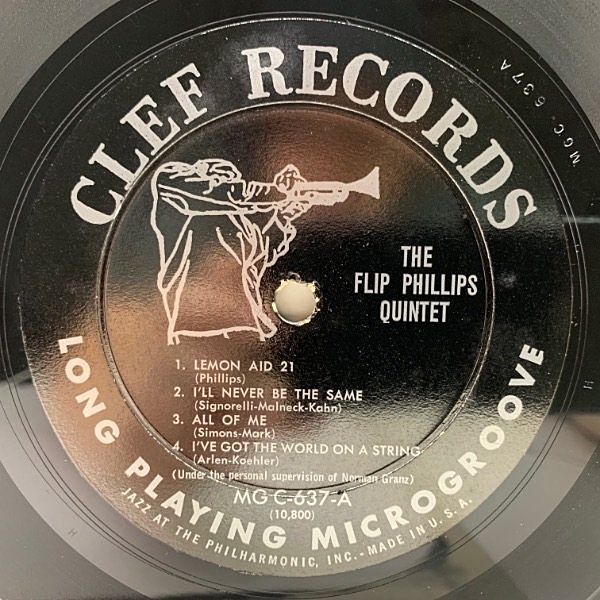 CLEF RECORDS
MGC-637A
THE
FLIP PHILLIPS
QUINTET
1. LEMON AID 21
(Phillips)
2. I'LL NEVER BE THE SAME
(Signorelli-Malneck-Kahn)
3. ALL OF ME
(Simons-Mark)
4. I'VE GOT THE WORLD ON A STRING
(Arlen-Koehler)
(Under the personal supervision of Norman Granz)
MG C-637-A
(10,800)
LONG PLAYING MICROGROOVE
JAZZ AT THE PHILHARMONIC, INC. - MADE IN U.S.A.
H
H